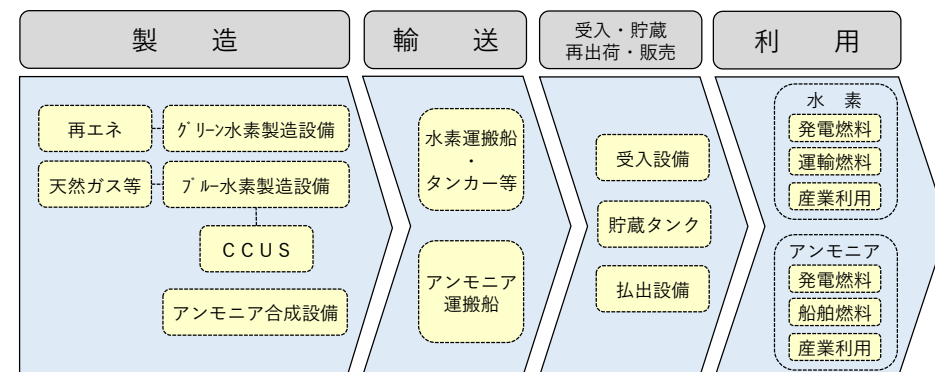 製　造
輸　送
受入・貯蔵
再出荷・販売
利　用
再エネ
グリーン水素製造設備
天然ガス等
ブルー水素製造設備
ＣＣＵＳ
アンモニア合成設備
水素運搬船
・
タンカー等
アンモニア
運搬船
受入設備
貯蔵タンク
払出設備
水　素
発電燃料
運輸燃料
産業利用
アンモニア
発電燃料
船舶燃料
産業利用